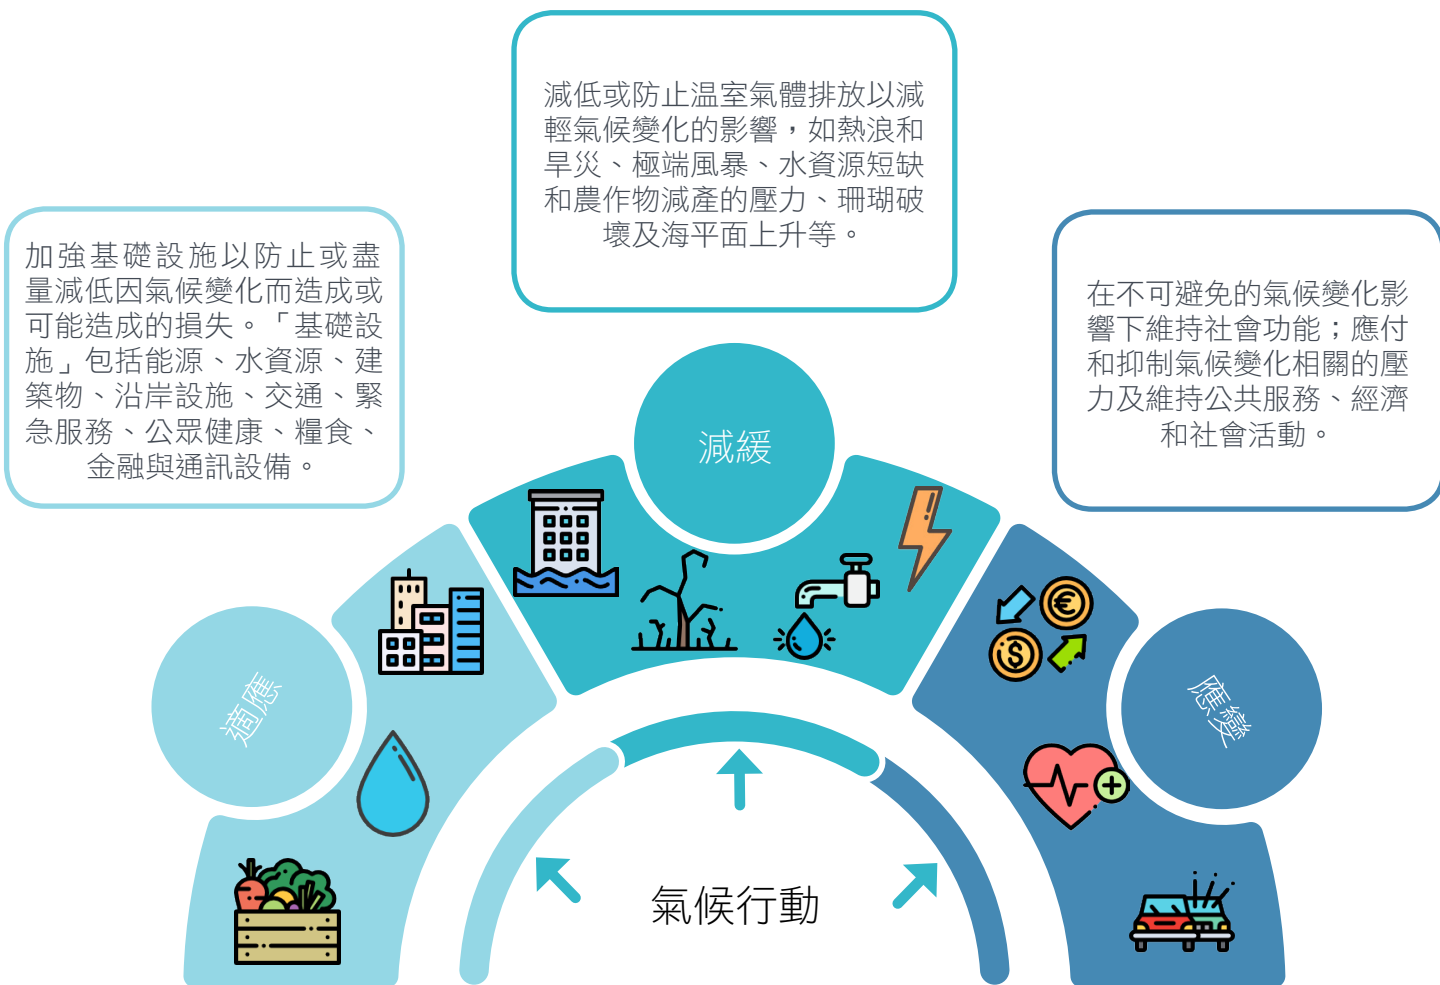 減低或防止温室氣體排放以減
輕氣候變化的影響，如熱浪和
旱災、極端風暴、水資源短缺
和農作物減產的壓力、珊瑚破
壞及海平面上升等。
加強基礎設施以防止或盡
量減低因氣候變化而造成或
可能造成的損失。「基礎設
施」包括能源、水資源、建
築物、沿岸設施、交通、緊
急服務、公眾健康、糧食、
金融與通訊設備。
在不可避免的氣候變化影
響下維持社會功能；應付
和抑制氣候變化相關的壓
力及維持公共服務、經濟
和社會活動。
減緩
適應
應變
氣候行動